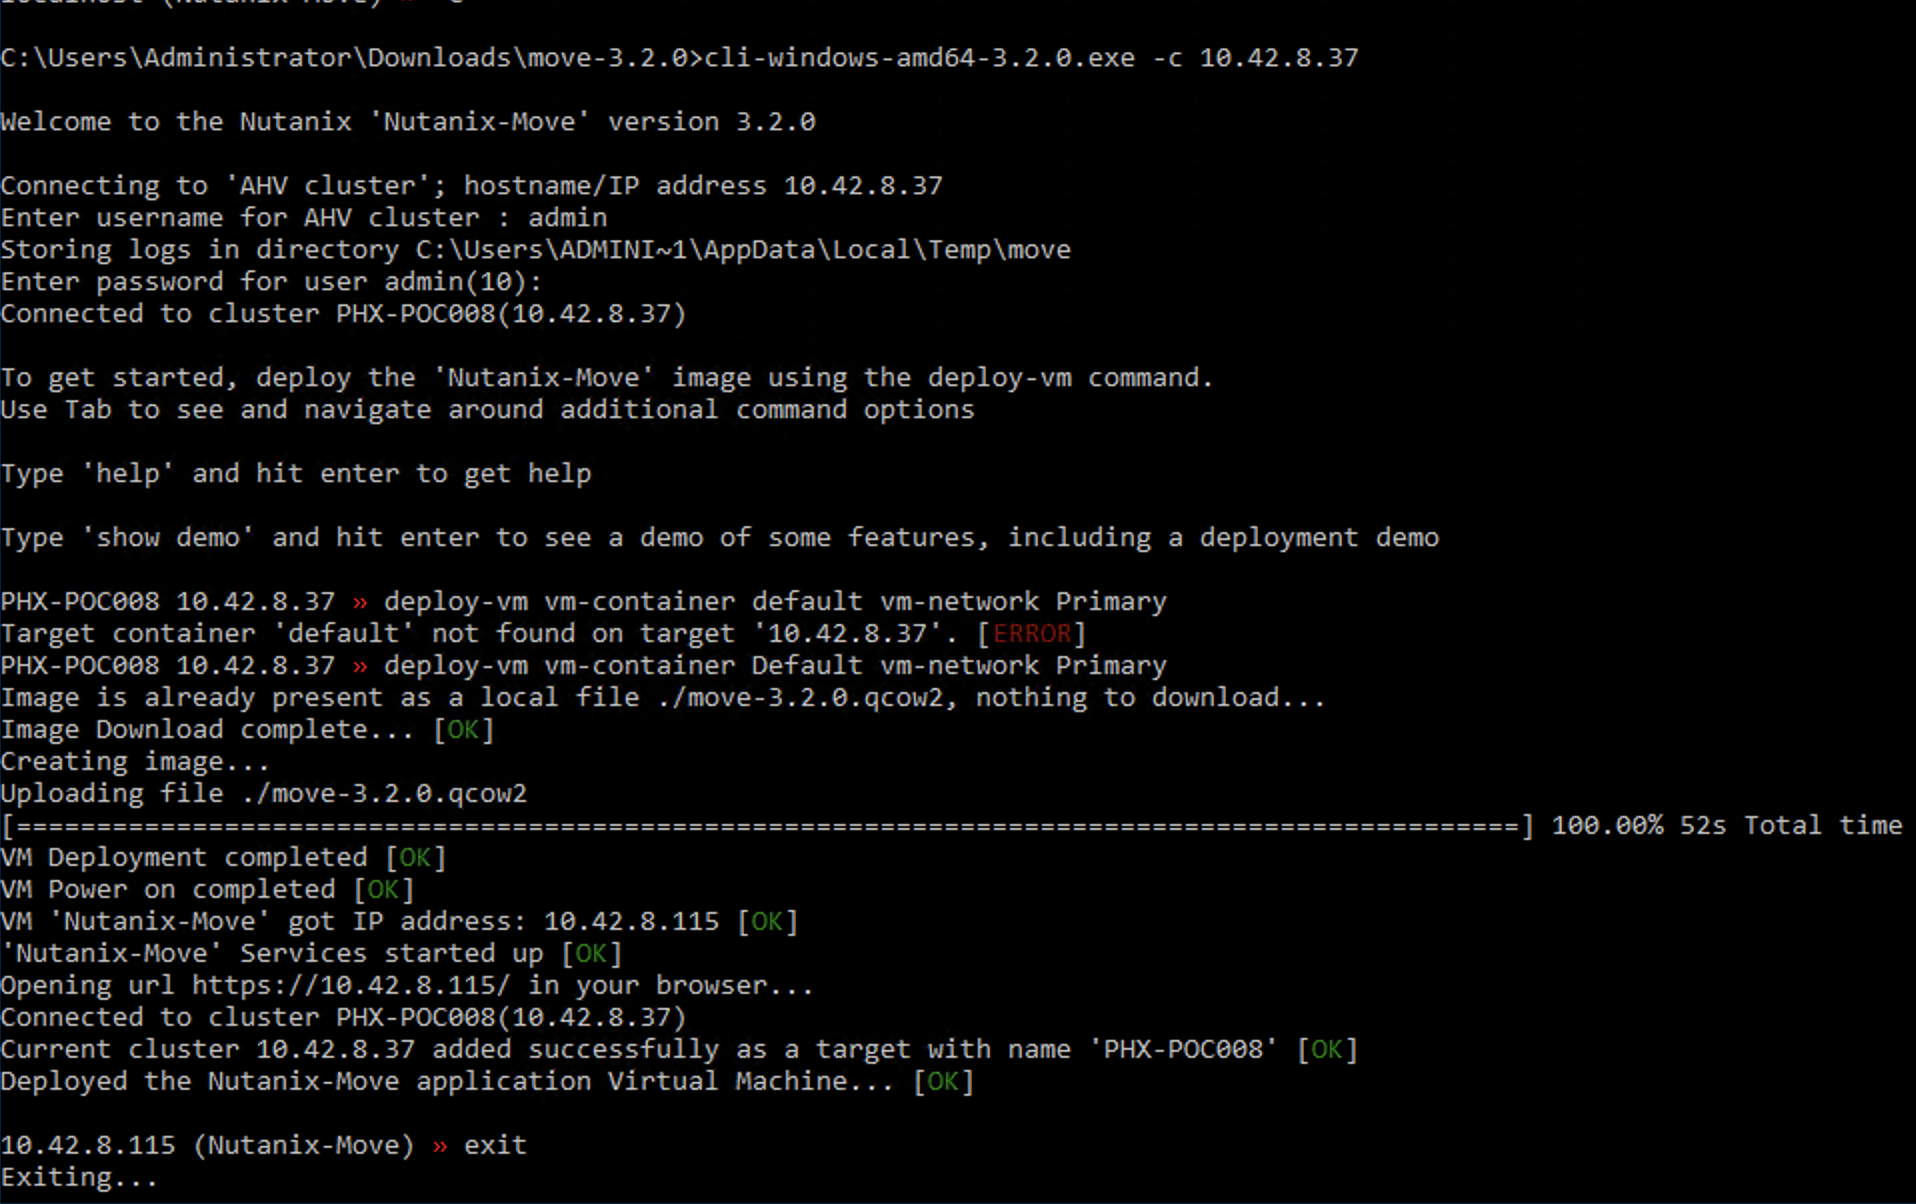 C:\Users\Administrator\Downloads\move-3.2.0>cli-windows-amd64-3.2.0.exe -c 10.42.8.37
Welcome to the Nutanix 'Nutanix-Move' version 3.2.0
Connecting to 'AHV cluster'; hostname/IP address 10.42.8.37
Enter username for AHV cluster : admin
Storing logs in directory C:\Users\ADMINI~1\AppData\Local\Temp\move
Enter password for user admin(10):
Connected to cluster PHX-POC008(10.42.8.37)
To get started, deploy the 'Nutanix-Move' image using the deploy-vm command.
Use Tab to see and navigate around additional command options
Type 'help' and hit enter to get help
Type 'show demo' and hit enter to see a demo of some features, including a deployment demo
PHX-POC008 10.42.8.37 » deploy-vm vm-container default vm-network Primary
Target container 'default' not found on target '10.42.8.37'. [ERROR]
PHX-POC008 10.42.8.37 » deploy-vm vm-container Default vm-network Primary
Image is already present as a local file ./move-3.2.0.qcow2, nothing to download...
Image Download complete... [OK]
Creating image...
Uploading file ./move-3.2.0.qcow2
[==============================================================================================] 100.00% 52s Total time
VM Deployment completed [OK]
VM Power on completed [OK]
VM 'Nutanix-Move' got IP address: 10.42.8.115 [OK]
'Nutanix-Move' Services started up [OK]
Opening url https://10.42.8.115/ in your browser...
Connected to cluster PHX-POC008(10.42.8.37)
Current cluster 10.42.8.37 added successfully as a target with name 'PHX-POC008' [OK]
Deployed the Nutanix-Move application Virtual Machine... [OK]
10.42.8.115 (Nutanix-Move) » exit
Exiting...